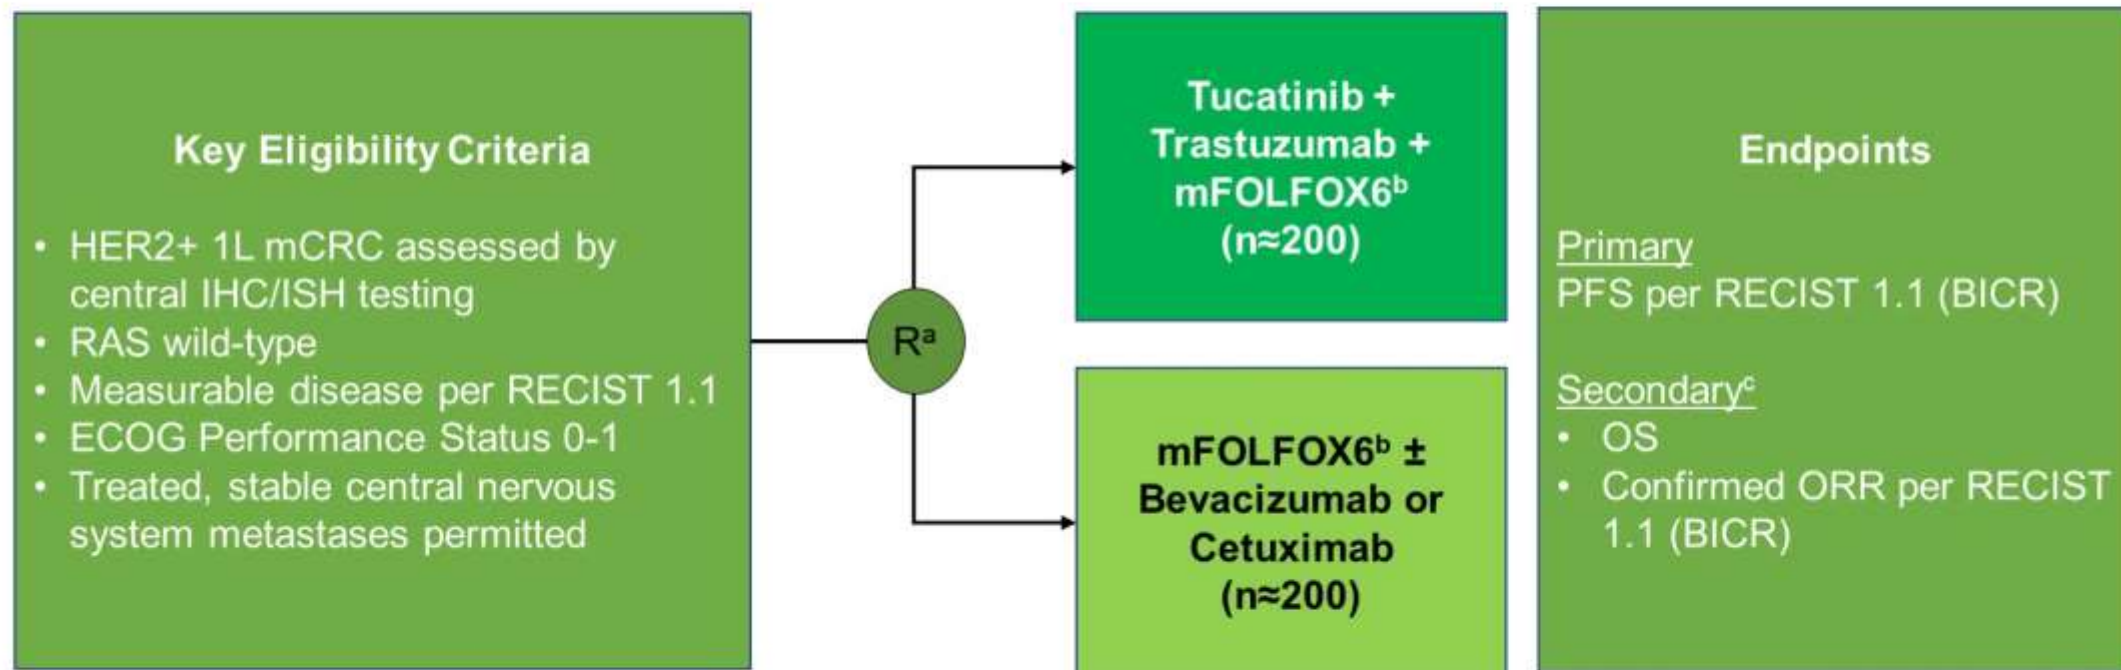 Key Eligibility Criteria
• HER2+ 1L mCRC assessed by
central IHC/ISH testing
• RAS wild-type
• Measurable disease per RECIST 1.1
• ECOG Performance Status 0-1
• Treated, stable central nervous
system metastases permitted
Rᵃ
Tucatinib +
Trastuzumab +
mFOLFOX6ᵇ
(n≈200)
mFOLFOX6ᵇ ±
Bevacizumab or
Cetuximab
(n≈200)
Endpoints
Primary
PFS per RECIST 1.1 (BICR)
Secondaryᶜ
• OS
• Confirmed ORR per RECIST
1.1 (BICR)